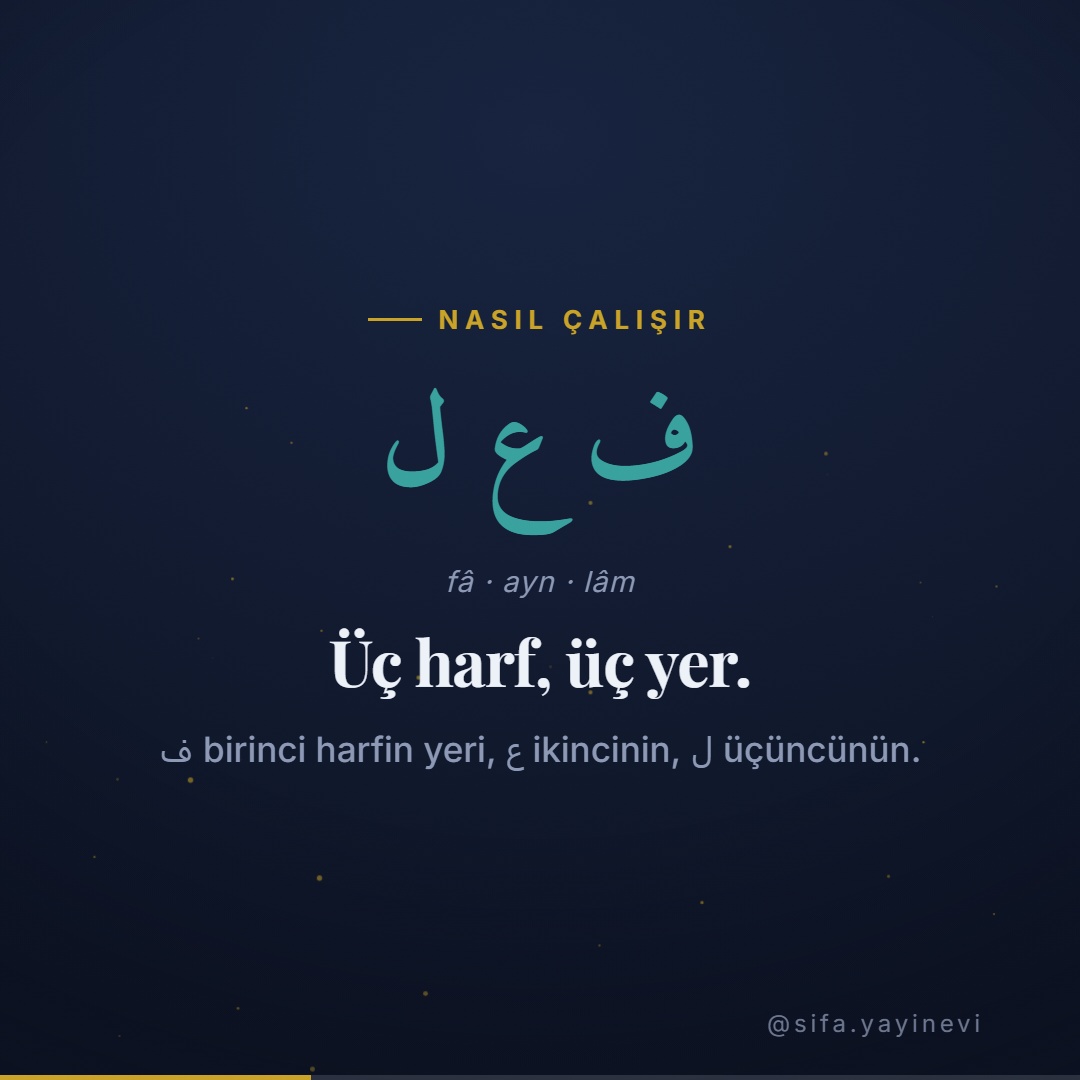 NASIL ÇALIŞIR
ف ع ل
fâ · ayn · lâm
Üç harf, üç yer.
ف birinci harfin yeri, ع ikincinin, ل üçüncünün.
@sifa.yayinevi